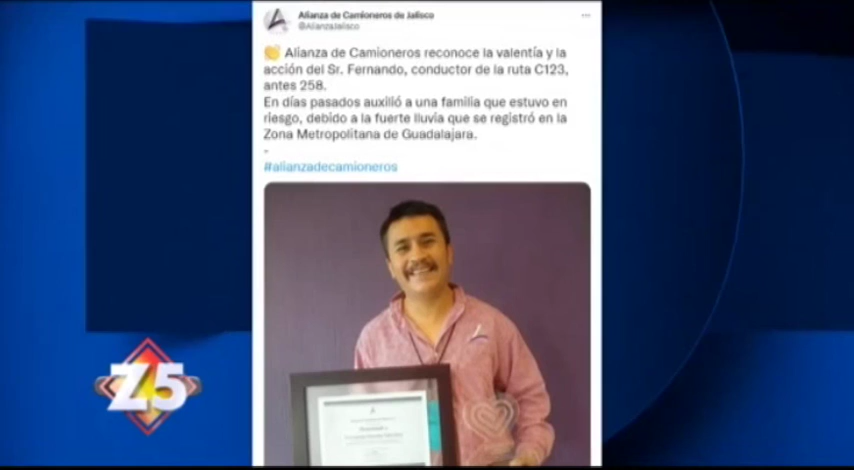 Alianza de Camioneros de Jalisco
@AlianzaJalisco
Alianza de Camioneros reconoce la valentía y la
acción del Sr. Fernando, conductor de la ruta C123,
antes 258.
En días pasados auxilió a una familia que estuvo en
riesgo, debido a la fuerte lluvia que se registró en la
Zona Metropolitana de Guadalajara.
-
#alianzadecamioneros
Z5